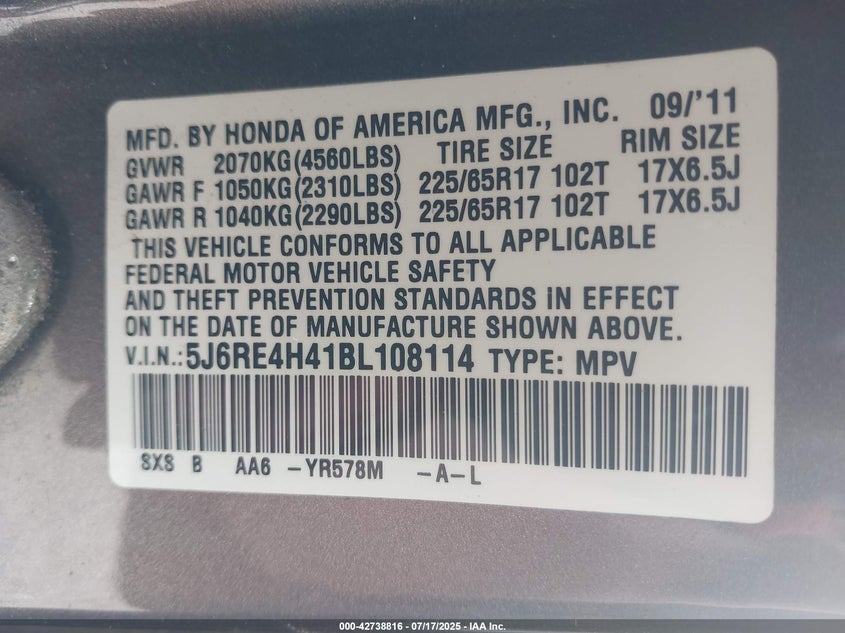 MFD. BY HONDA OF AMERICA MFG., INC. 09/'11
GVWR 2070KG(4560LBS) TIRE SIZE RIM SIZE
GAWR F 1050KG(2310LBS) 225/65R17 102T 17X6.5J
GAWR R 1040KG(2290LBS) 225/65R17 102T 17X6.5J
THIS VEHICLE CONFORMS TO ALL APPLICABLE
FEDERAL MOTOR VEHICLE SAFETY
AND THEFT PREVENTION STANDARDS IN EFFECT
ON THE DATE OF MANUFACTURE SHOWN ABOVE.
V.I.N.:5J6RE4H41BL108114 TYPE: MPV
SXS B AA6 -YR578M -A-L
000-42738816 - 07/17/2025 - IAA Inc.